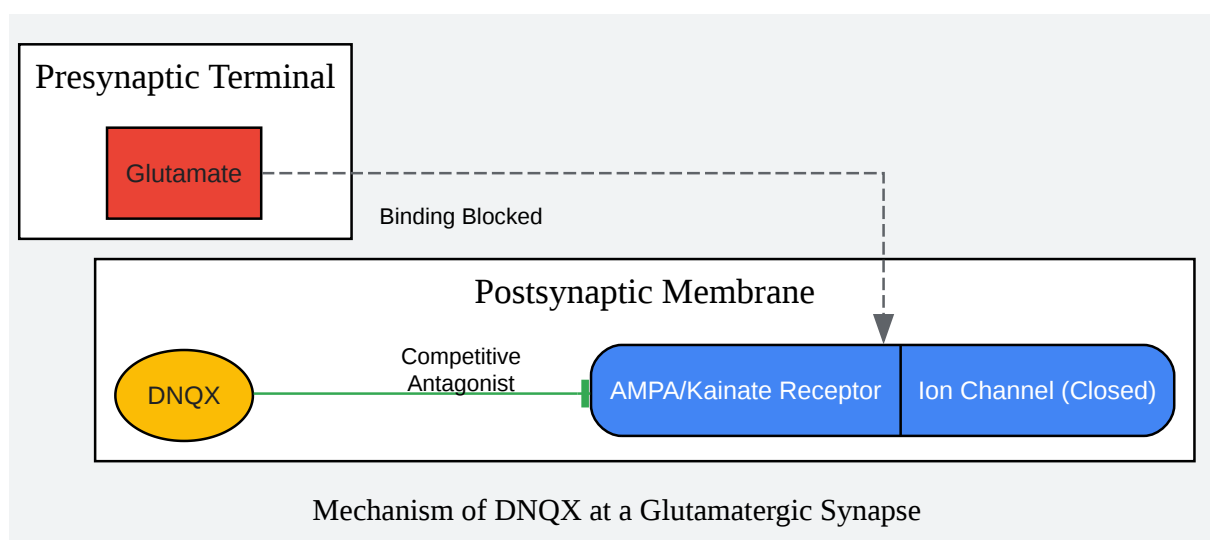 Presynaptic Terminal
Glutamate
Binding Blocked
Postsynaptic Membrane
Competitive
Antagonist
DNQX
AMPA/Kainate Receptor
Ion Channel (Closed)
Mechanism of DNQX at a Glutamatergic Synapse